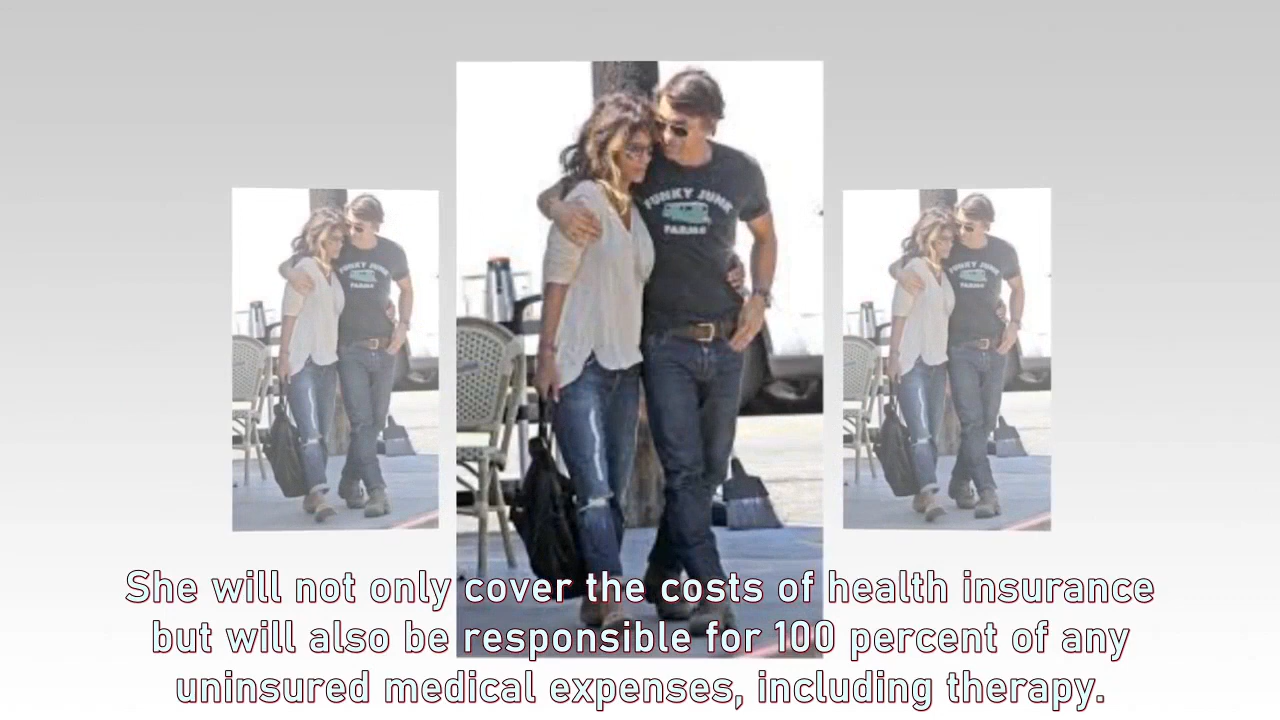 FUNKY JUNK
FARMS
She will not only cover the costs of health insurance
but will also be responsible for 100 percent of any
uninsured medical expenses, including therapy.